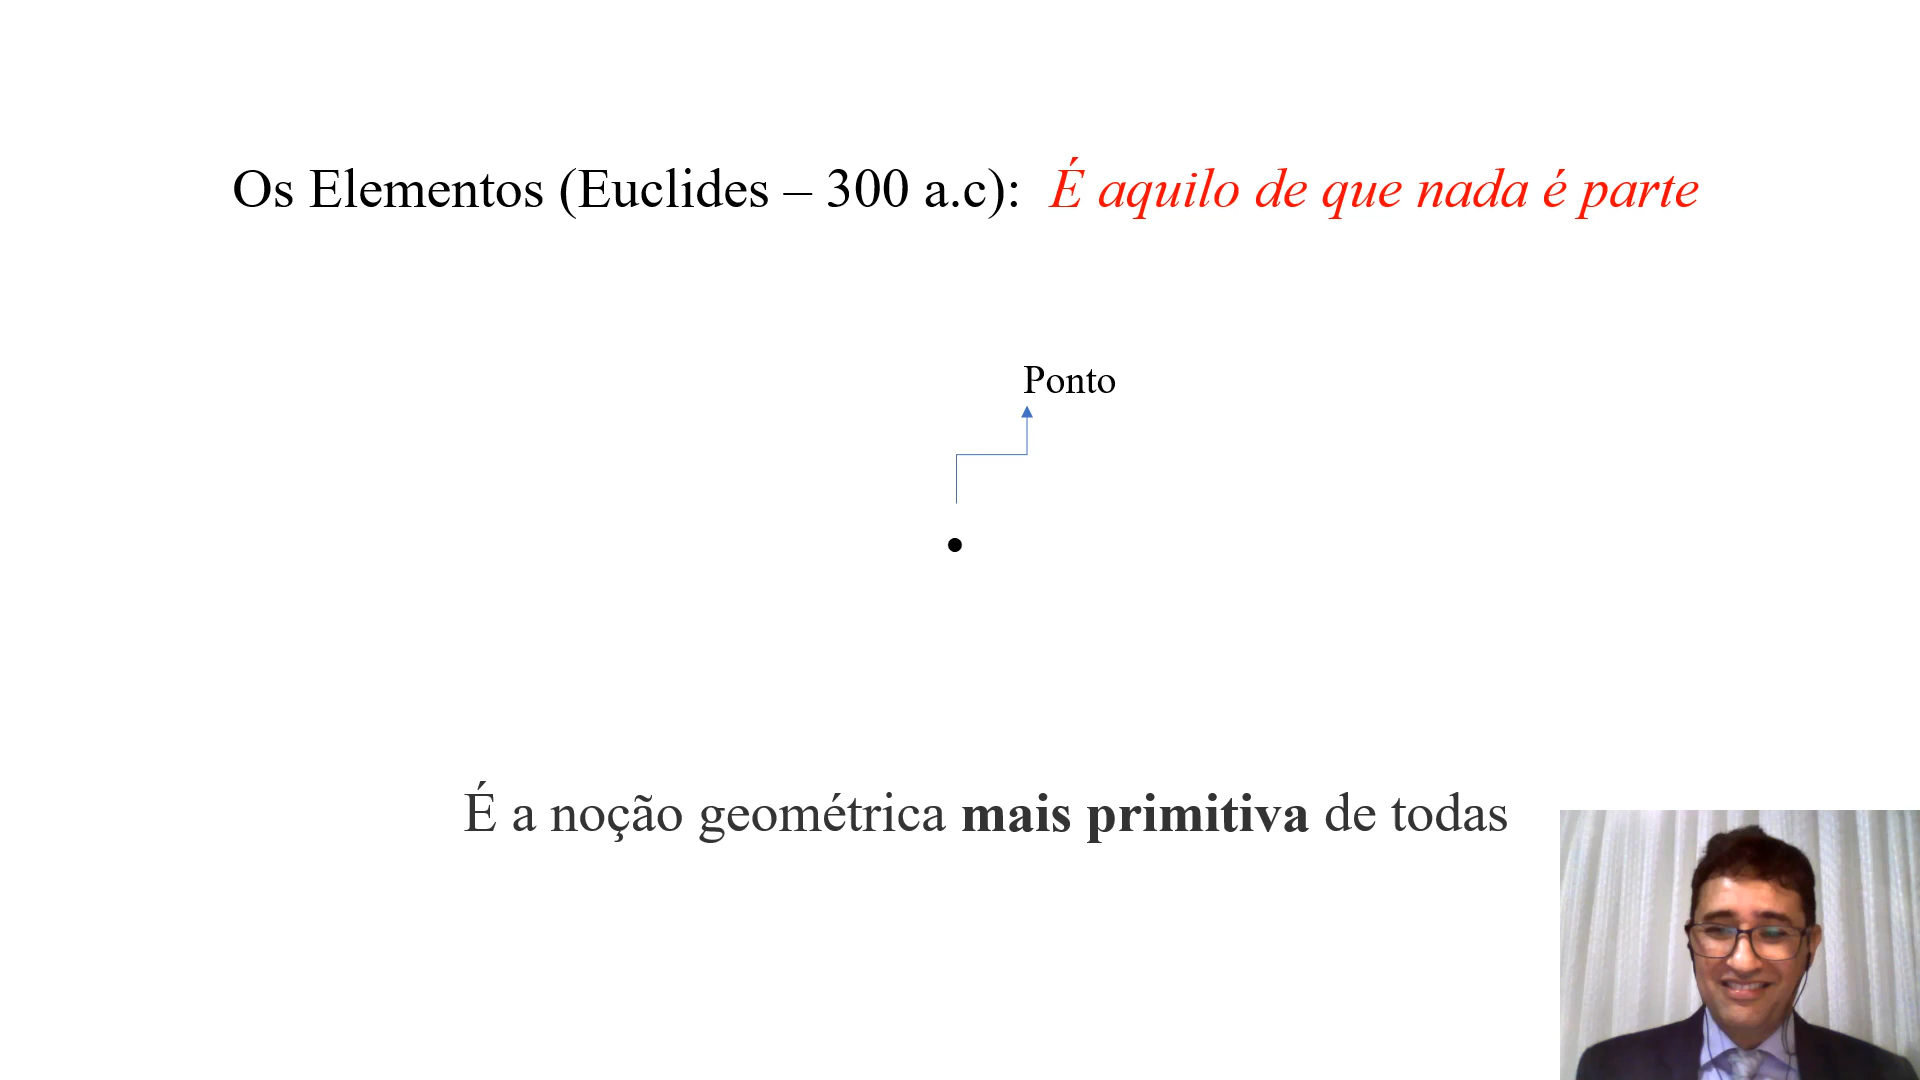 Os Elementos (Euclides – 300 a.c): É aquilo de que nada é parte
Ponto
É a noção geométrica mais primitiva de todas